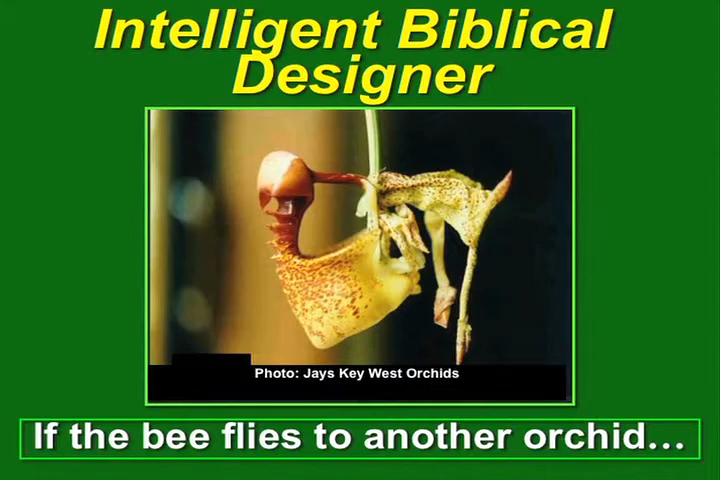 Intelligent Biblical
Designer
Photo: Jays Key West Orchids
If the bee flies to another orchid...